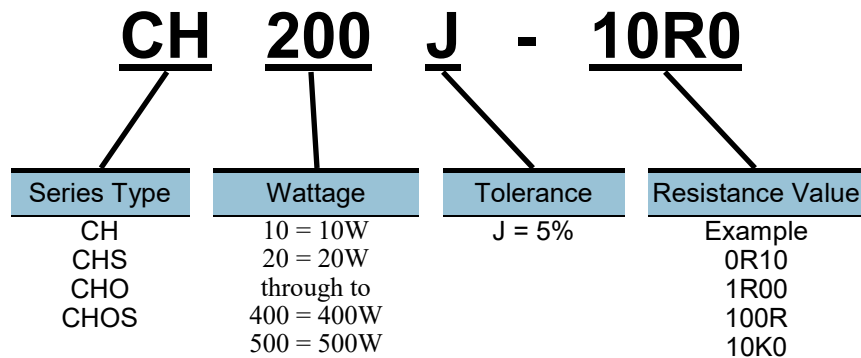 CH 200 J - 10R0
Series Type
CH
CHS
CHO
CHOS
Wattage
10 = 10W
20 = 20W
through to
400 = 400W
500 = 500W
Tolerance
J = 5%
Resistance Value
Example
0R10
1R00
100R
10K0